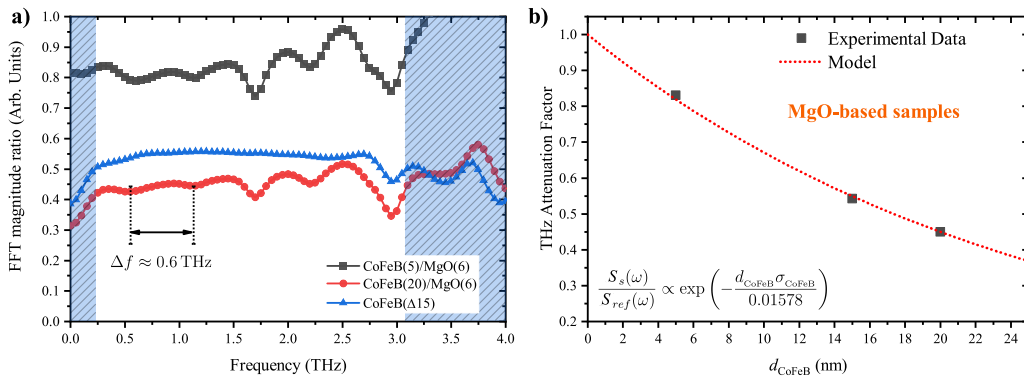 a)
FFT magnitude ratio (Arb. Units)
1.0
0.9
0.8
0.7
0.6
0.5
0.4
0.3
0.2
0.1
0.0
Δf ≈ 0.6 THz
CoFeB(5)/MgO(6)
CoFeB(20)/MgO(6)
CoFeB(Δ15)
0.0 0.5 1.0 1.5 2.0 2.5 3.0 3.5 4.0
Frequency (THz)
b)
THz Attenuation Factor
1.0
0.9
0.8
0.7
0.6
0.5
0.4
0.3
0.2
Experimental Data
Model
MgO-based samples
S_s(ω)/S_ref(ω) ∝ exp(−d_CoFeB σ_CoFeB/0.01578)
0 2 4 6 8 10 12 14 16 18 20 22 24
d_CoFeB (nm)